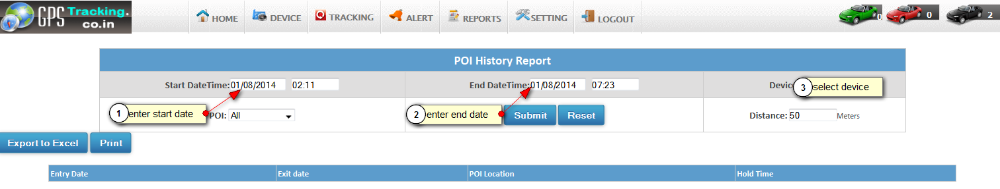 GPS Tracking.
co.in
HOME
DEVICE
TRACKING
ALERT
REPORTS
SETTING
LOGOUT
0
0
2
POI History Report
Start DateTime: 01/08/2014 02:11
End DateTime: 01/08/2014 07:23
Devic
3 select device
1 enter start date
POI: All
2 enter end date
Submit
Reset
Distance: 50 Meters
Export to Excel
Print
Entry Date
Exit date
POI Location
Hold Time